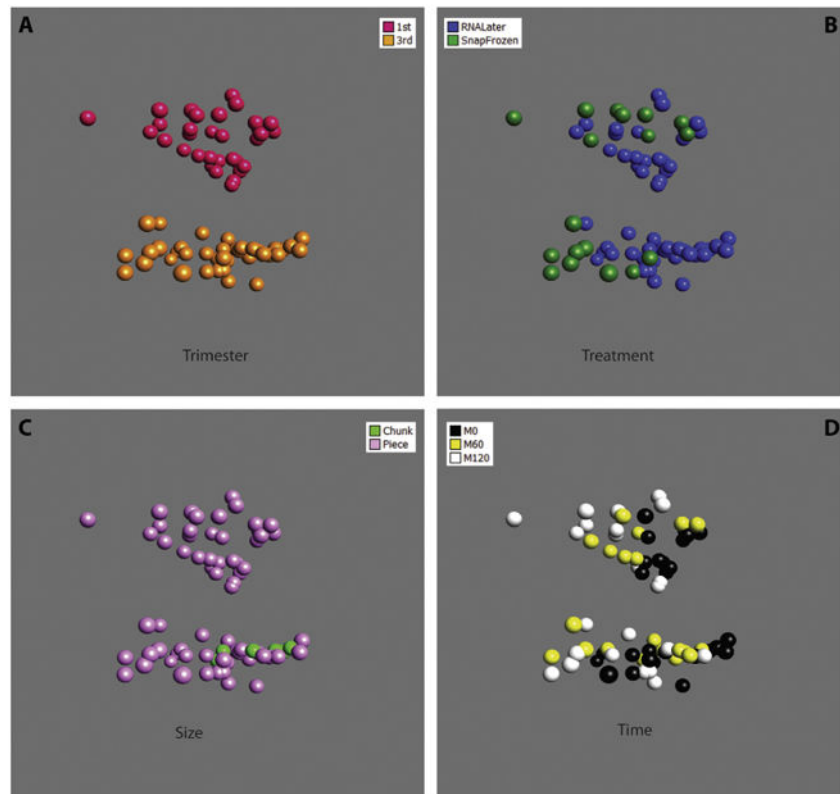 A
1st
3rd
Trimester
RNALater
SnapFrozen
B
Treatment
C
Chunk
Piece
Size
M0
M60
M120
D
Time